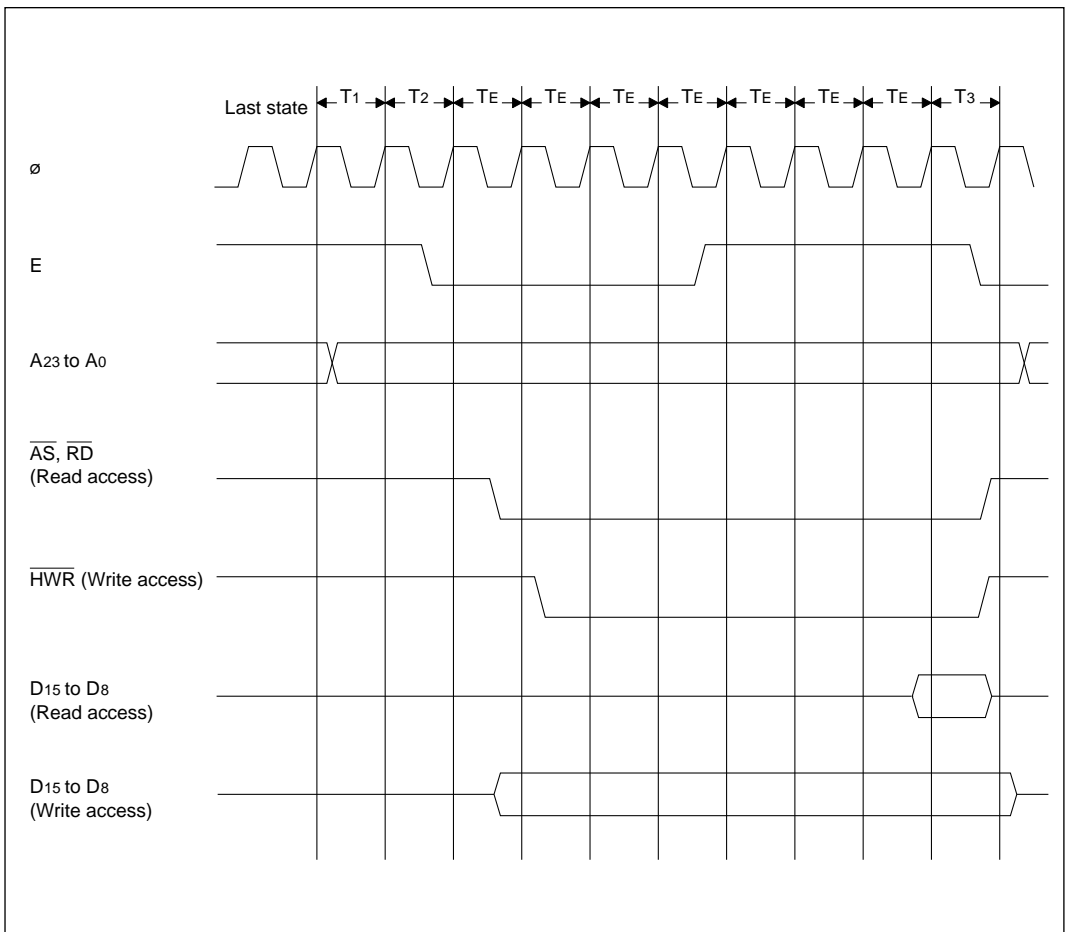 Last state T1 T2 TE TE TE TE TE TE TE T3
ø
E
A23 to A0
AS, RD
(Read access)
HWR (Write access)
D15 to D8
(Read access)
D15 to D8
(Write access)